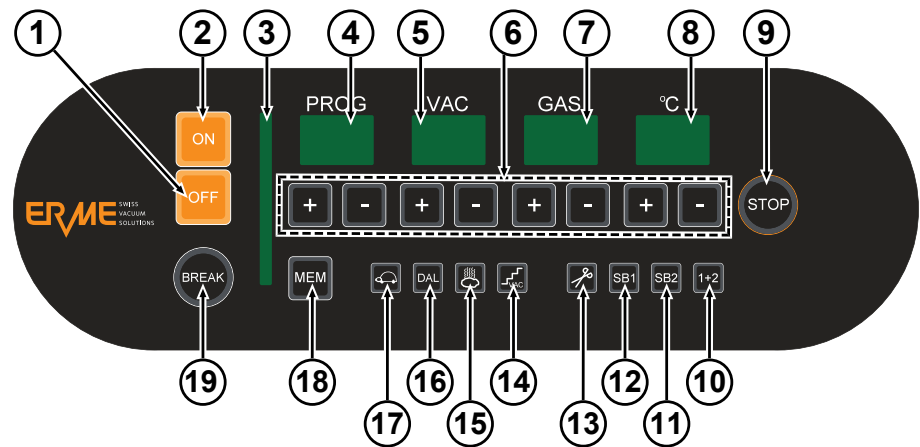 1 2 3 4 5 6 7 8 9
PROG VAC GAS °C
ON
OFF
ERME SWISS
VACUUM
SOLUTIONS
+ - + - + - + -
STOP
BREAK MEM DAL VAC SB1 SB2 1+2
19 18 17 16 15 14 13 12 11 10